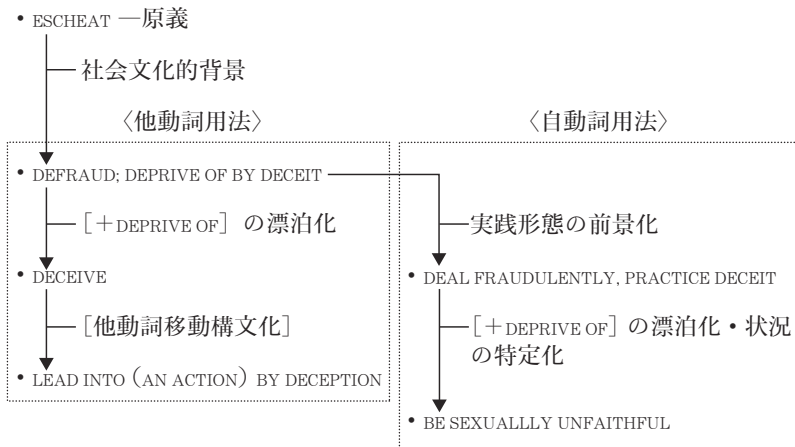 • ESCHEAT —原義
社会文化的背景
〈他動詞用法〉
• DEFRAUD; DEPRIVE OF BY DECEIT
[+DEPRIVE OF] の漂泊化
• DECEIVE
[他動詞移動構文化]
• LEAD INTO (AN ACTION) BY DECEPTION
〈自動詞用法〉
実践形態の前景化
• DEAL FRAUDULENTLY, PRACTICE DECEIT
[+DEPRIVE OF] の漂泊化・状況
の特定化
• BE SEXUALLLY UNFAITHFUL